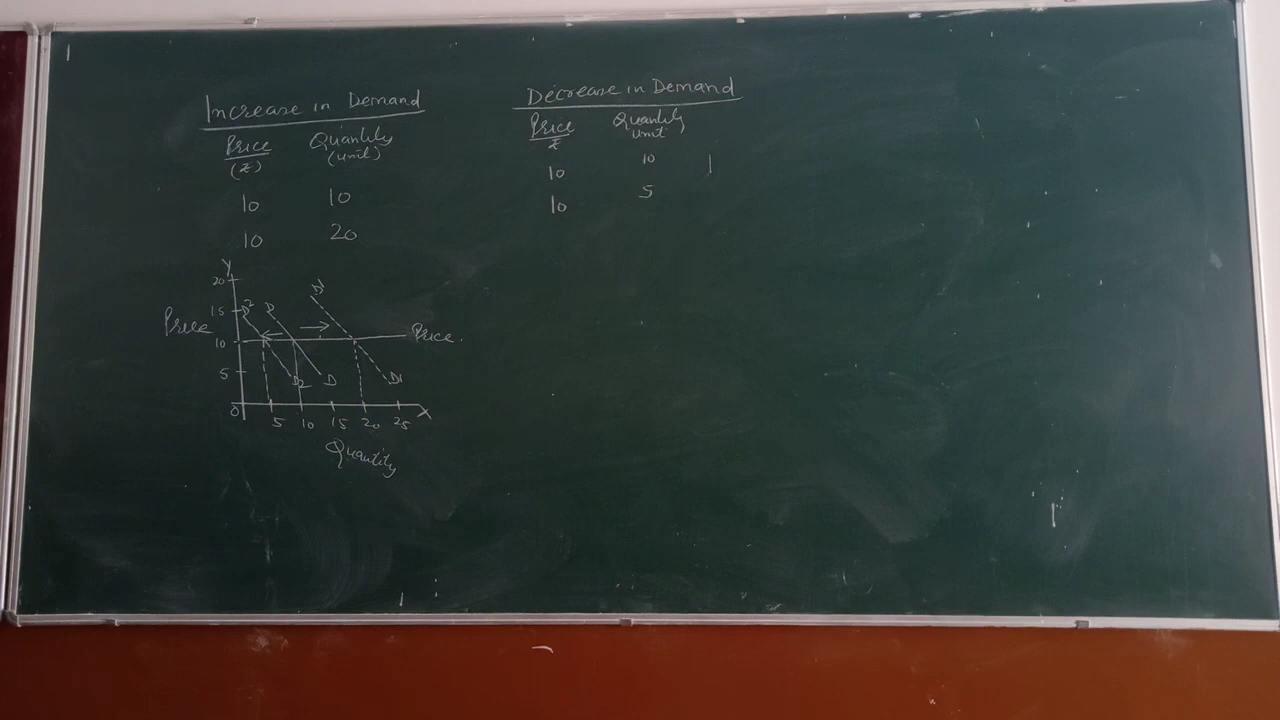 Increase in Demand
Price Quantity
(₹) (unit)
10 10
10 20
Decrease in Demand
Price Quantity
₹ unit
10 10
10 5
Y
20
15 D2 D D1
Price 10 Price
5 D2 D D1
0 5 10 15 20 25 X
Quantity